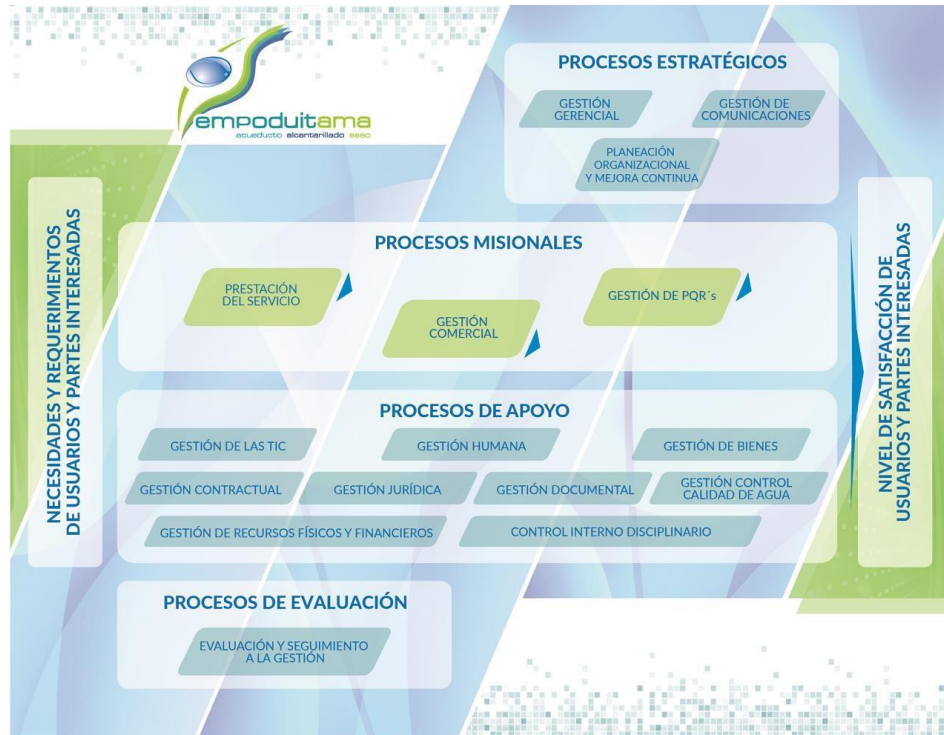 empoduitama
acueducto alcantarillado aseo
PROCESOS ESTRATÉGICOS
GESTIÓN
GERENCIAL
GESTIÓN DE
COMUNICACIONES
PLANEACIÓN
ORGANIZACIONAL
Y MEJORA CONTINUA
NECESIDADES Y REQUERIMIENTOS
DE USUARIOS Y PARTES INTERESADAS
PROCESOS MISIONALES
PRESTACIÓN
DEL SERVICIO
GESTIÓN
COMERCIAL
GESTIÓN DE PQR´s
PROCESOS DE APOYO
GESTIÓN DE LAS TIC
GESTIÓN HUMANA
GESTIÓN DE BIENES
GESTIÓN CONTRACTUAL
GESTIÓN JURÍDICA
GESTIÓN DOCUMENTAL
GESTIÓN CONTROL
CALIDAD DE AGUA
GESTIÓN DE RECURSOS FÍSICOS Y FINANCIEROS
CONTROL INTERNO DISCIPLINARIO
PROCESOS DE EVALUACIÓN
EVALUACIÓN Y SEGUIMIENTO
A LA GESTIÓN
NIVEL DE SATISFACCIÓN DE
USUARIOS Y PARTES INTERESADAS